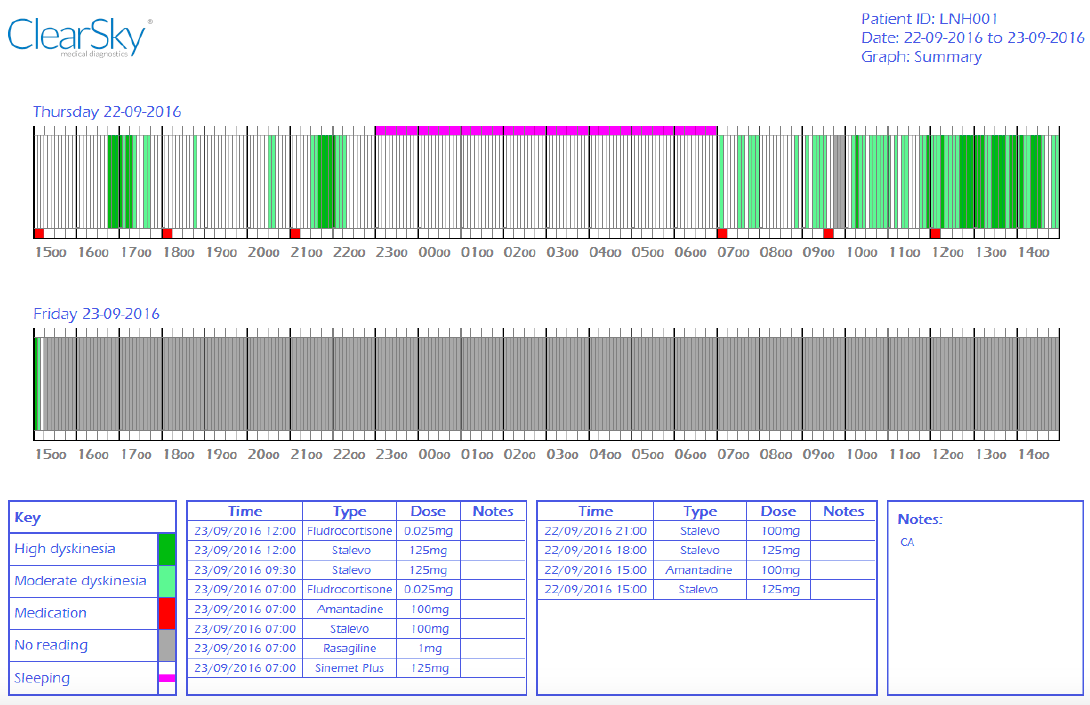 ClearSky®
medical diagnostics
Patient ID: LNH001
Date: 22-09-2016 to 23-09-2016
Graph: Summary
Thursday 22-09-2016
1500 1600 1700 1800 1900 2000 2100 2200 2300 0000 0100 0200 0300 0400 0500 0600 0700 0800 0900 1000 1100 1200 1300 1400
Friday 23-09-2016
1500 1600 1700 1800 1900 2000 2100 2200 2300 0000 0100 0200 0300 0400 0500 0600 0700 0800 0900 1000 1100 1200 1300 1400
Key
High dyskinesia
Moderate dyskinesia
Medication
No reading
Sleeping
Time Type Dose Notes
23/09/2016 12:00 Fludrocortisone 0.025mg
23/09/2016 12:00 Stalevo 125mg
23/09/2016 09:30 Stalevo 125mg
23/09/2016 07:00 Fludrocortisone 0.025mg
23/09/2016 07:00 Amantadine 100mg
23/09/2016 07:00 Stalevo 100mg
23/09/2016 07:00 Rasagiline 1mg
23/09/2016 07:00 Sinemet Plus 125mg
Time Type Dose Notes
22/09/2016 21:00 Stalevo 100mg
22/09/2016 18:00 Stalevo 125mg
22/09/2016 15:00 Amantadine 100mg
22/09/2016 15:00 Stalevo 125mg
Notes:
CA